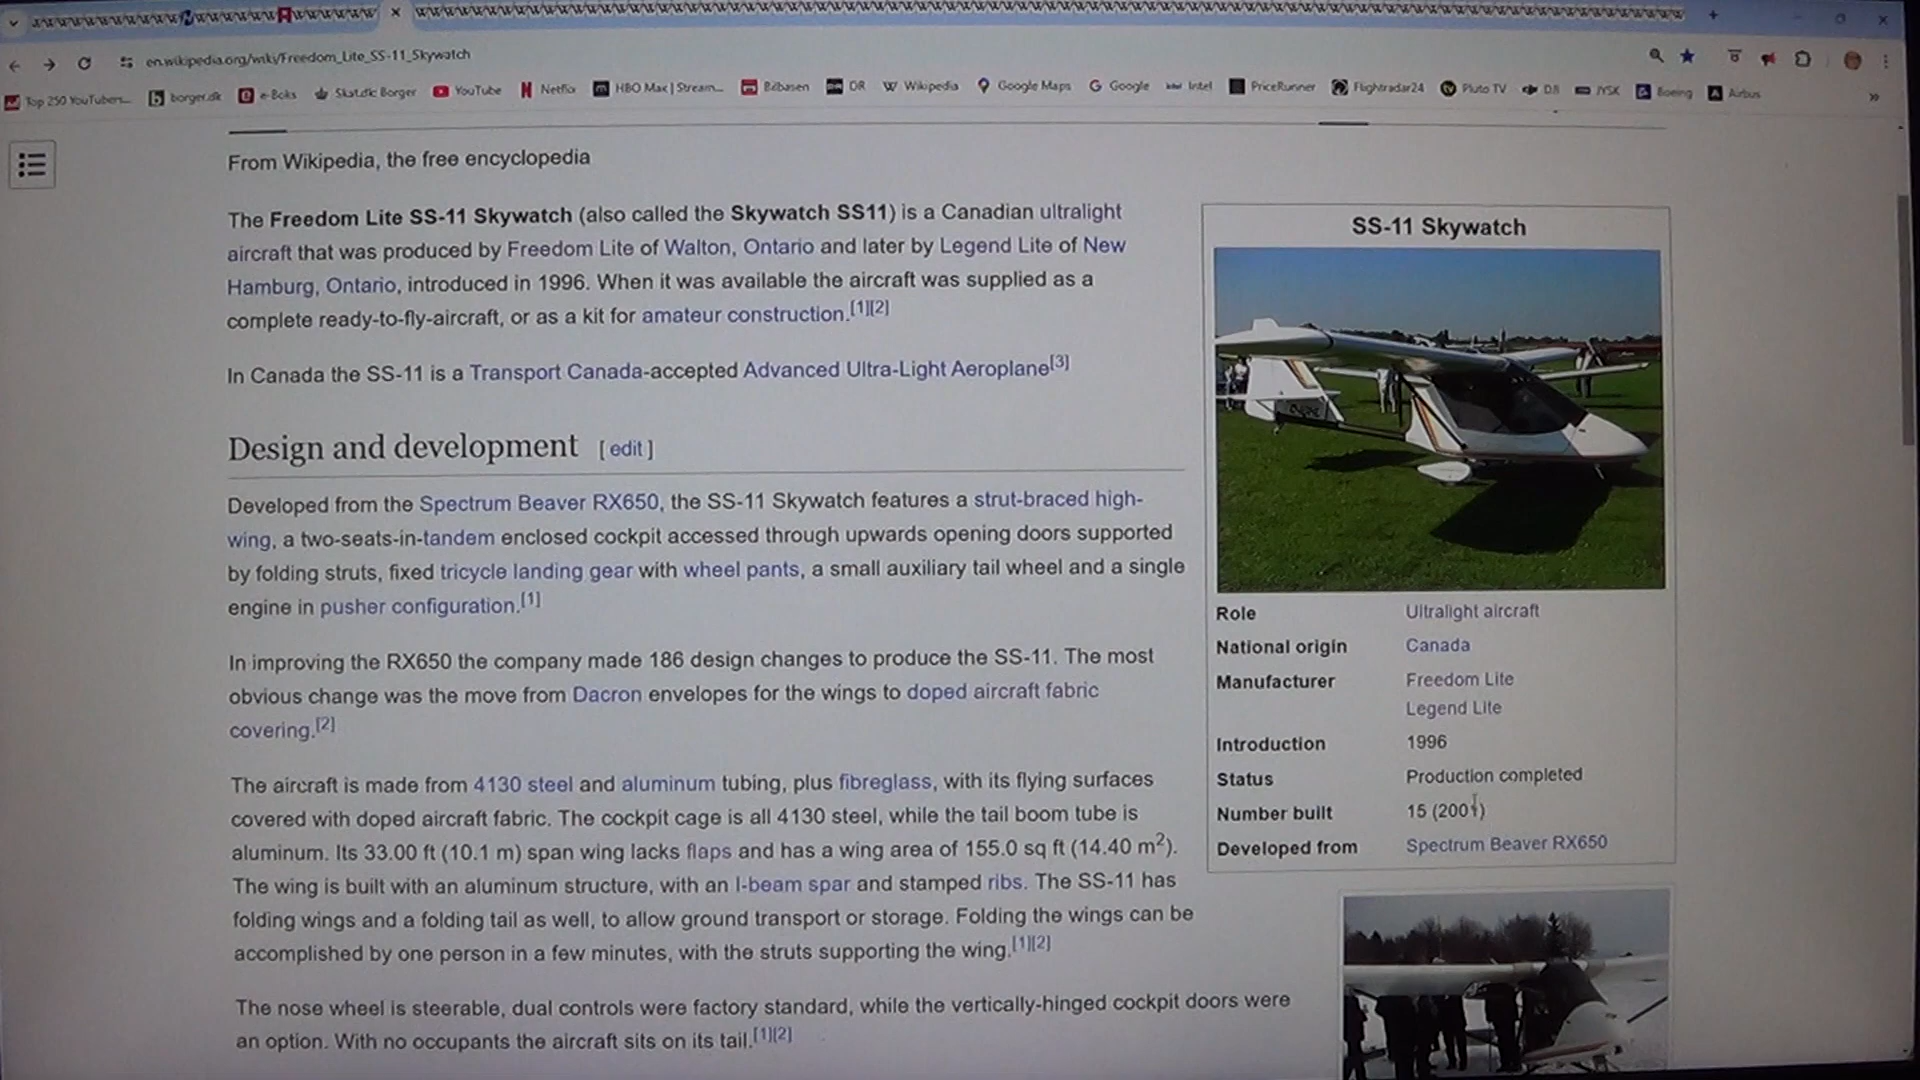 en.wikipedia.org/wiki/Freedom_Lite_SS-11_Skywatch
Top 250 YouTubers... borger.dk e-Boks Skat.dk: Borger YouTube Netflix HBO Max | Stream... Bilbasen DR Wikipedia Google Maps Google Intel PriceRunner Flightradar24 Pluto TV DJI JYSK Boeing Airbus »
From Wikipedia, the free encyclopedia
The Freedom Lite SS-11 Skywatch (also called the Skywatch SS11) is a Canadian ultralight
aircraft that was produced by Freedom Lite of Walton, Ontario and later by Legend Lite of New
Hamburg, Ontario, introduced in 1996. When it was available the aircraft was supplied as a
complete ready-to-fly-aircraft, or as a kit for amateur construction.[1][2]
In Canada the SS-11 is a Transport Canada-accepted Advanced Ultra-Light Aeroplane[3]
Design and development [ edit ]
Developed from the Spectrum Beaver RX650, the SS-11 Skywatch features a strut-braced high-
wing, a two-seats-in-tandem enclosed cockpit accessed through upwards opening doors supported
by folding struts, fixed tricycle landing gear with wheel pants, a small auxiliary tail wheel and a single
engine in pusher configuration.[1]
In improving the RX650 the company made 186 design changes to produce the SS-11. The most
obvious change was the move from Dacron envelopes for the wings to doped aircraft fabric
covering.[2]
The aircraft is made from 4130 steel and aluminum tubing, plus fibreglass, with its flying surfaces
covered with doped aircraft fabric. The cockpit cage is all 4130 steel, while the tail boom tube is
aluminum. Its 33.00 ft (10.1 m) span wing lacks flaps and has a wing area of 155.0 sq ft (14.40 m²).
The wing is built with an aluminum structure, with an I-beam spar and stamped ribs. The SS-11 has
folding wings and a folding tail as well, to allow ground transport or storage. Folding the wings can be
accomplished by one person in a few minutes, with the struts supporting the wing.[1][2]
The nose wheel is steerable, dual controls were factory standard, while the vertically-hinged cockpit doors were
an option. With no occupants the aircraft sits on its tail.[1][2]
SS-11 Skywatch
Role Ultralight aircraft
National origin Canada
Manufacturer Freedom Lite
Legend Lite
Introduction 1996
Status Production completed
Number built 15 (2001)
Developed from Spectrum Beaver RX650